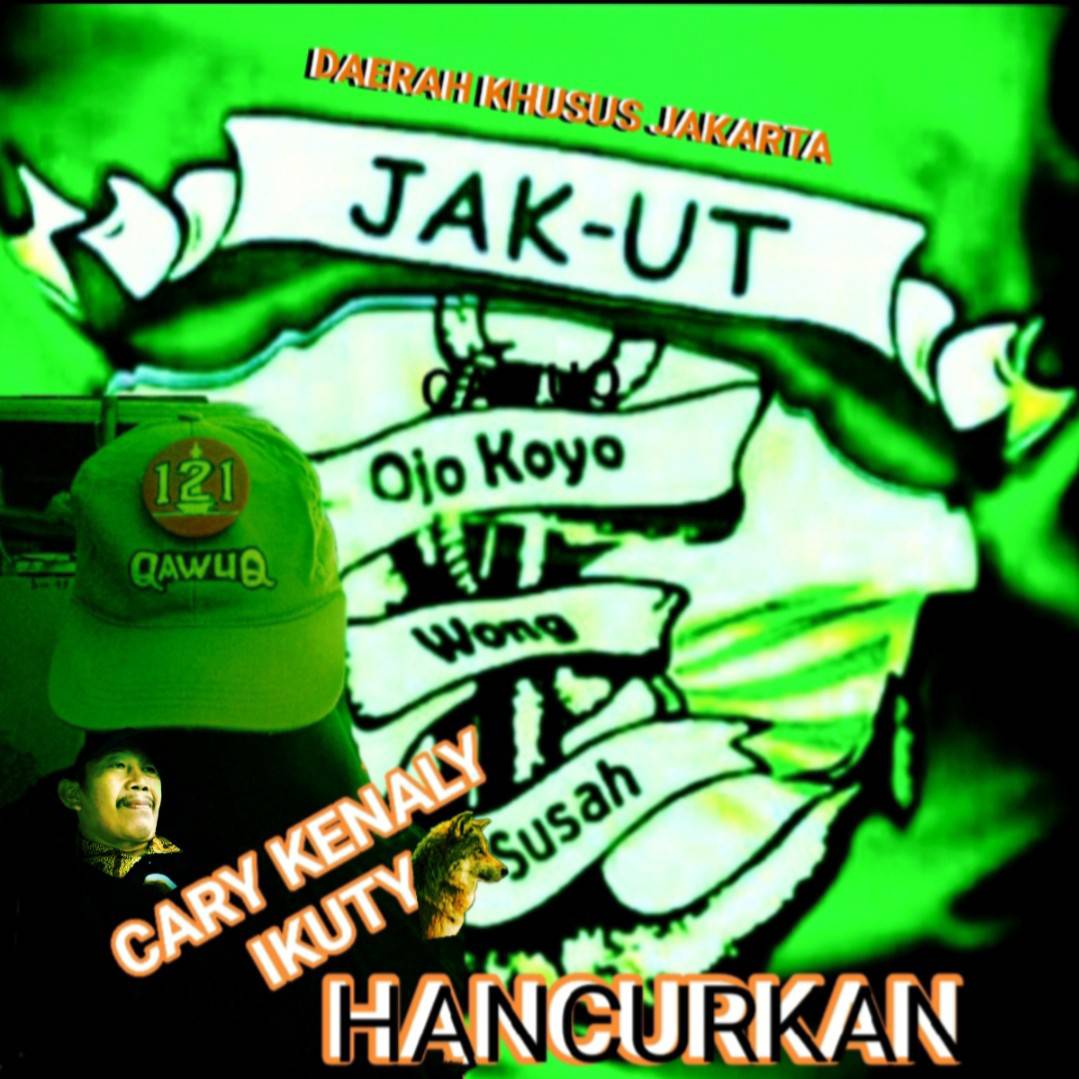 DAERAH KHUSUS JAKARTA
JAK-UT
Ojo Koyo
121
QAWUQ
Wong
Susah
CARY KENALY
IKUTY
HANCURKAN